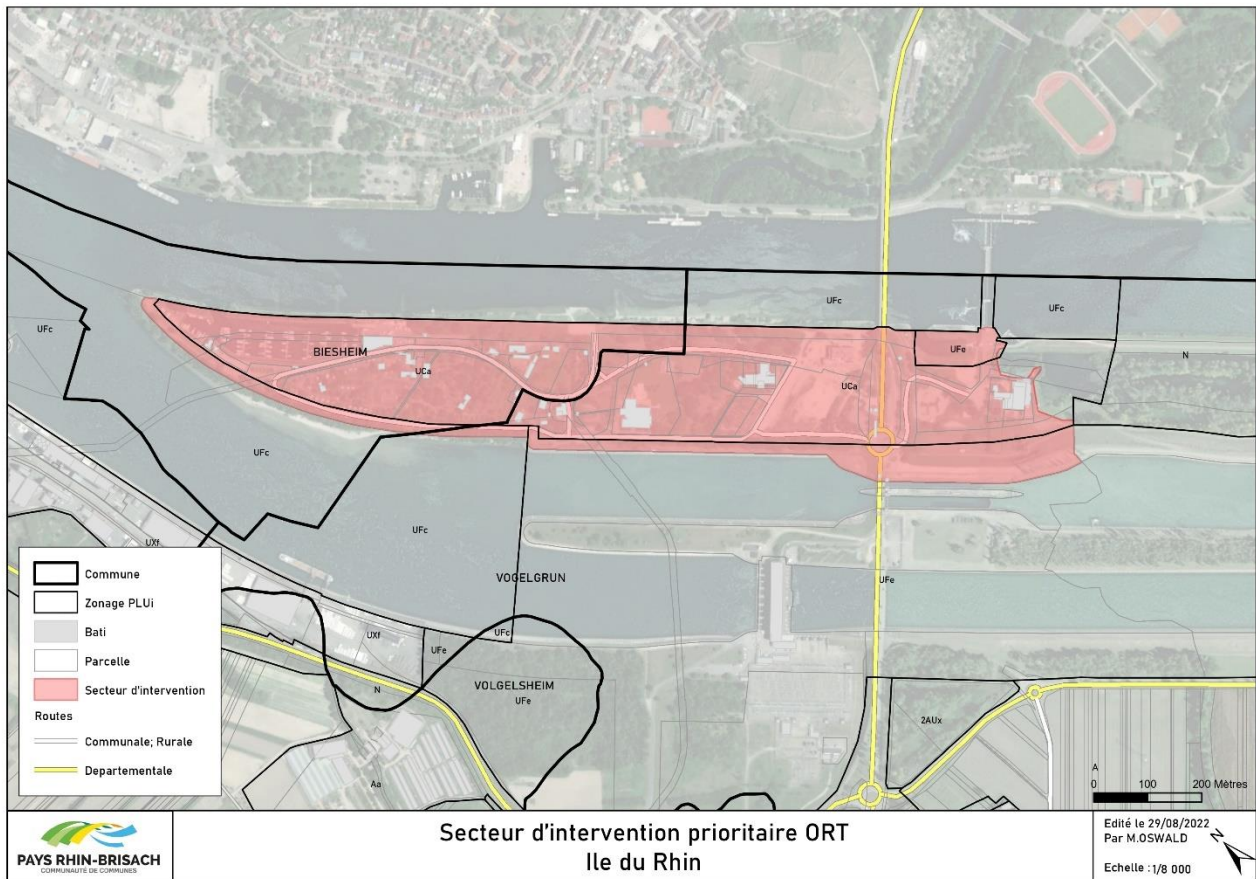 UFc
UFc
UFc
UFe
N
BIESHEIM
UCa
UCa
UFc
UFc
UXf
VOGELGRUN
UFe
UFc
UXf
UFe
VOLGELSHEIM
UFe
N
2AUx
Aa
A
Commune
Zonage PLUi
Bati
Parcelle
Secteur d'intervention
Routes
Communale; Rurale
Departementale
0 100 200 Mètres
PAYS RHIN-BRISACH
COMMUNAUTÉ DE COMMUNES
Secteur d'intervention prioritaire ORT
Ile du Rhin
Edité le 29/08/2022
Par M.OSWALD
N
Echelle : 1/8 000